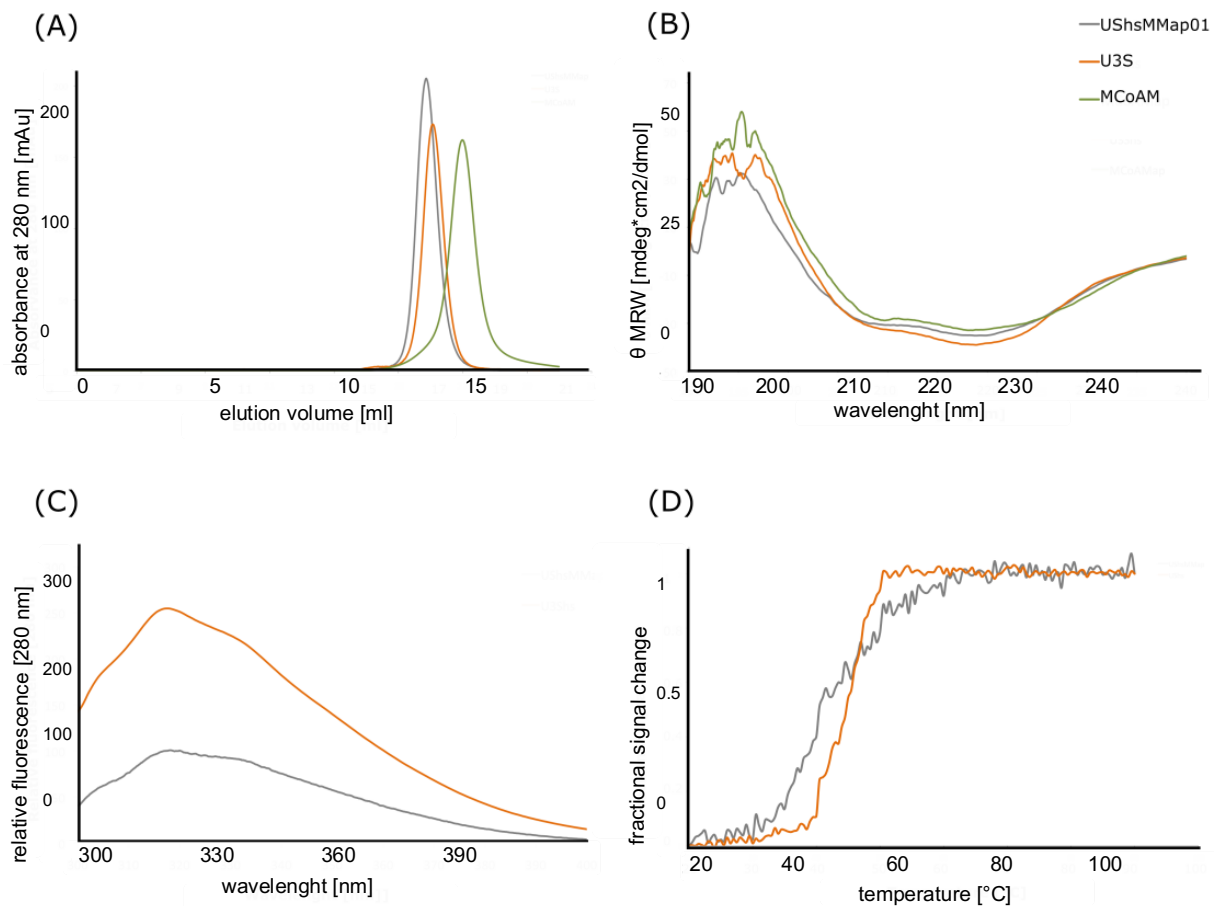 (A)
absorbance at 280 nm [mAu]
200
100
0
0 5 10 15
elution volume [ml]
(B)
UShsMMap01
U3S
MCoAM
θ MRW [mdeg*cm2/dmol]
50
25
0
190 200 210 220 230 240
wavelenght [nm]
(C)
relative fluorescence [280 nm]
300
200
100
0
300 330 360 390
wavelenght [nm]
(D)
fractional signal change
1
0.5
0
20 40 60 80 100
temperature [°C]